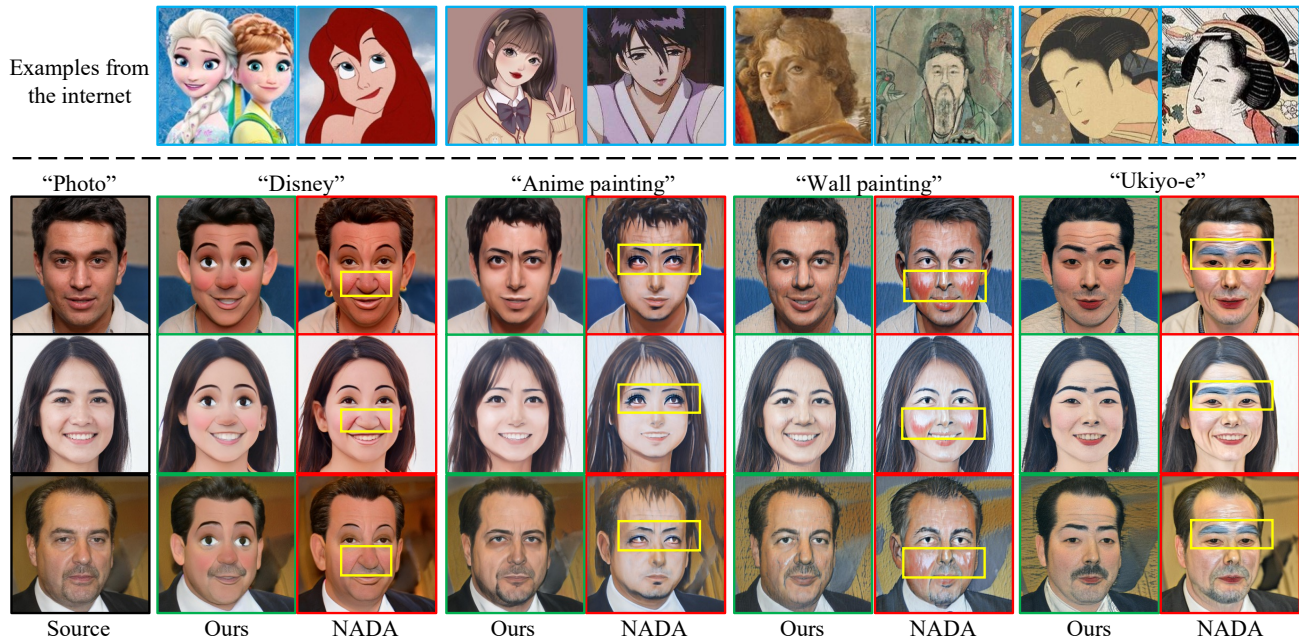 Examples from
the internet
“Photo” “Disney” “Anime painting” “Wall painting” “Ukiyo-e”
Source Ours NADA Ours NADA Ours NADA Ours NADA